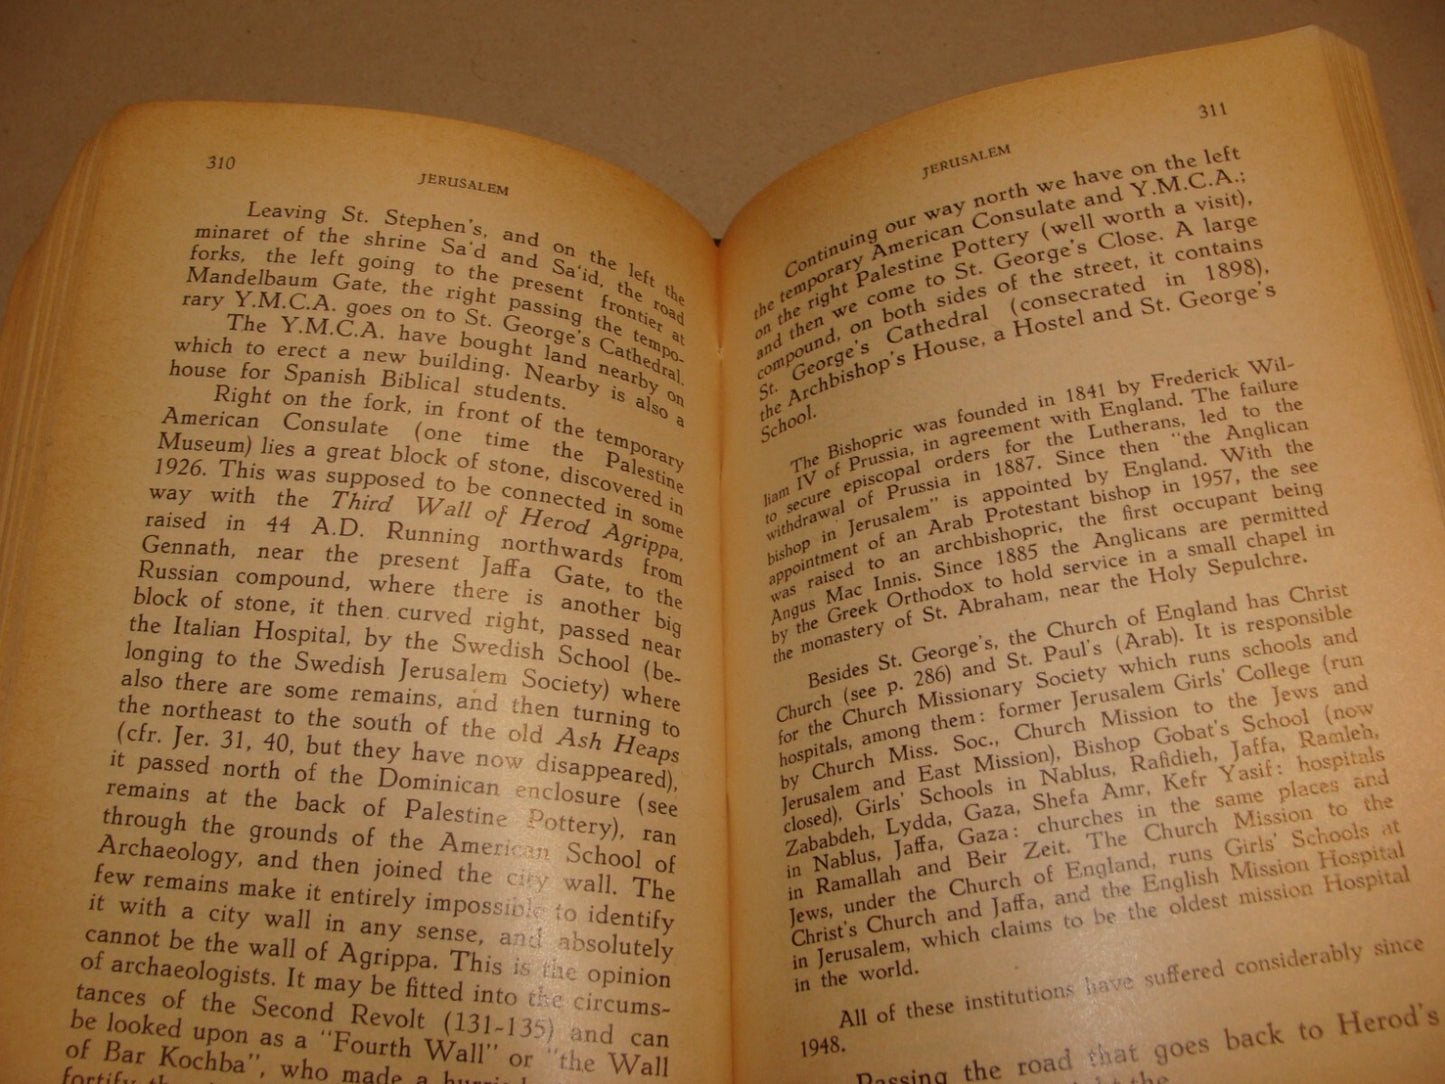 310
JERUSALEM
Leaving St. Stephen's, and on the left the
minaret of the shrine Sa'd and Sa'id, the road
forks, the left going to the present frontier at
Mandelbaum Gate, the right passing the tempo-
rary Y.M.C.A. goes on to St. George's Cathedral.
The Y.M.C.A. have bought land nearby on
which to erect a new building. Nearby is also a
house for Spanish Biblical students.
Right on the fork, in front of the temporary
American Consulate (one time the Palestine
Museum) lies a great block of stone, discovered in
1926. This was supposed to be connected in some
way with the Third Wall of Herod Agrippa,
raised in 44 A.D. Running northwards from
Gennath, near the present Jaffa Gate, to the
Russian compound, where there is another big
block of stone, it then curved right, passed near
the Italian Hospital, by the Swedish School (be-
longing to the Swedish Jerusalem Society) where
also there are some remains, and then turning to
the northeast to the south of the old Ash Heaps
(cfr. Jer. 31, 40, but they have now disappeared),
it passed north of the Dominican enclosure (see
remains at the back of Palestine Pottery), ran
through the grounds of the American School of
Archaeology, and then joined the city wall. The
few remains make it entirely impossible to identify
it with a city wall in any sense, and absolutely
cannot be the wall of Agrippa. This is the opinion
of archaeologists. It may be fitted into the circums-
tances of the Second Revolt (131-135) and can
be looked upon as a "Fourth Wall" or "the Wall
of Bar Kochba", who made a
311
JERUSALEM
Continuing our way north we have on the left
the temporary American Consulate and Y.M.C.A.;
on the right Palestine Pottery (well worth a visit),
and then we come to St. George's Close. A large
compound, on both sides of the street, it contains
St. George's Cathedral (consecrated in 1898),
the Archbishop's House, a Hostel and St. George's
School.
The Bishopric was founded in 1841 by Frederick Wil-
liam IV of Prussia, in agreement with England. The failure
to secure episcopal orders for the Lutherans, led to the
withdrawal of Prussia in 1887. Since then "the Anglican
bishop in Jerusalem" is appointed by England. With the
appointment of an Arab Protestant bishop in 1957, the see
was raised to an archbishopric, the first occupant being
Angus Mac Innis. Since 1885 the Anglicans are permitted
by the Greek Orthodox to hold service in a small chapel in
the monastery of St. Abraham, near the Holy Sepulchre.
Besides St. George's, the Church of England has Christ
Church (see p. 286) and St. Paul's (Arab). It is responsible
for the Church Missionary Society which runs schools and
hospitals, among them: former Jerusalem Girls' College (run
by Church Miss. Soc., Church Mission to the Jews and
Jerusalem and East Mission), Bishop Gobat's School (now
closed), Girls' Schools in Nablus, Rafidieh, Jaffa, Ramleh,
Zababdeh, Lydda, Gaza, Shefa Amr, Kefr Yasif: hospitals
in Nablus, Jaffa, Gaza: churches in the same places and
in Ramallah and Beir Zeit. The Church Mission to the
Jews, under the Church of England, runs Girls' Schools at
Christ's Church and Jaffa, and the English Mission Hospital
in Jerusalem, which claims to be the oldest mission Hospital
in the world.
All of these institutions have suffered considerably since
1948.
Passing the road that goes back to Herod's